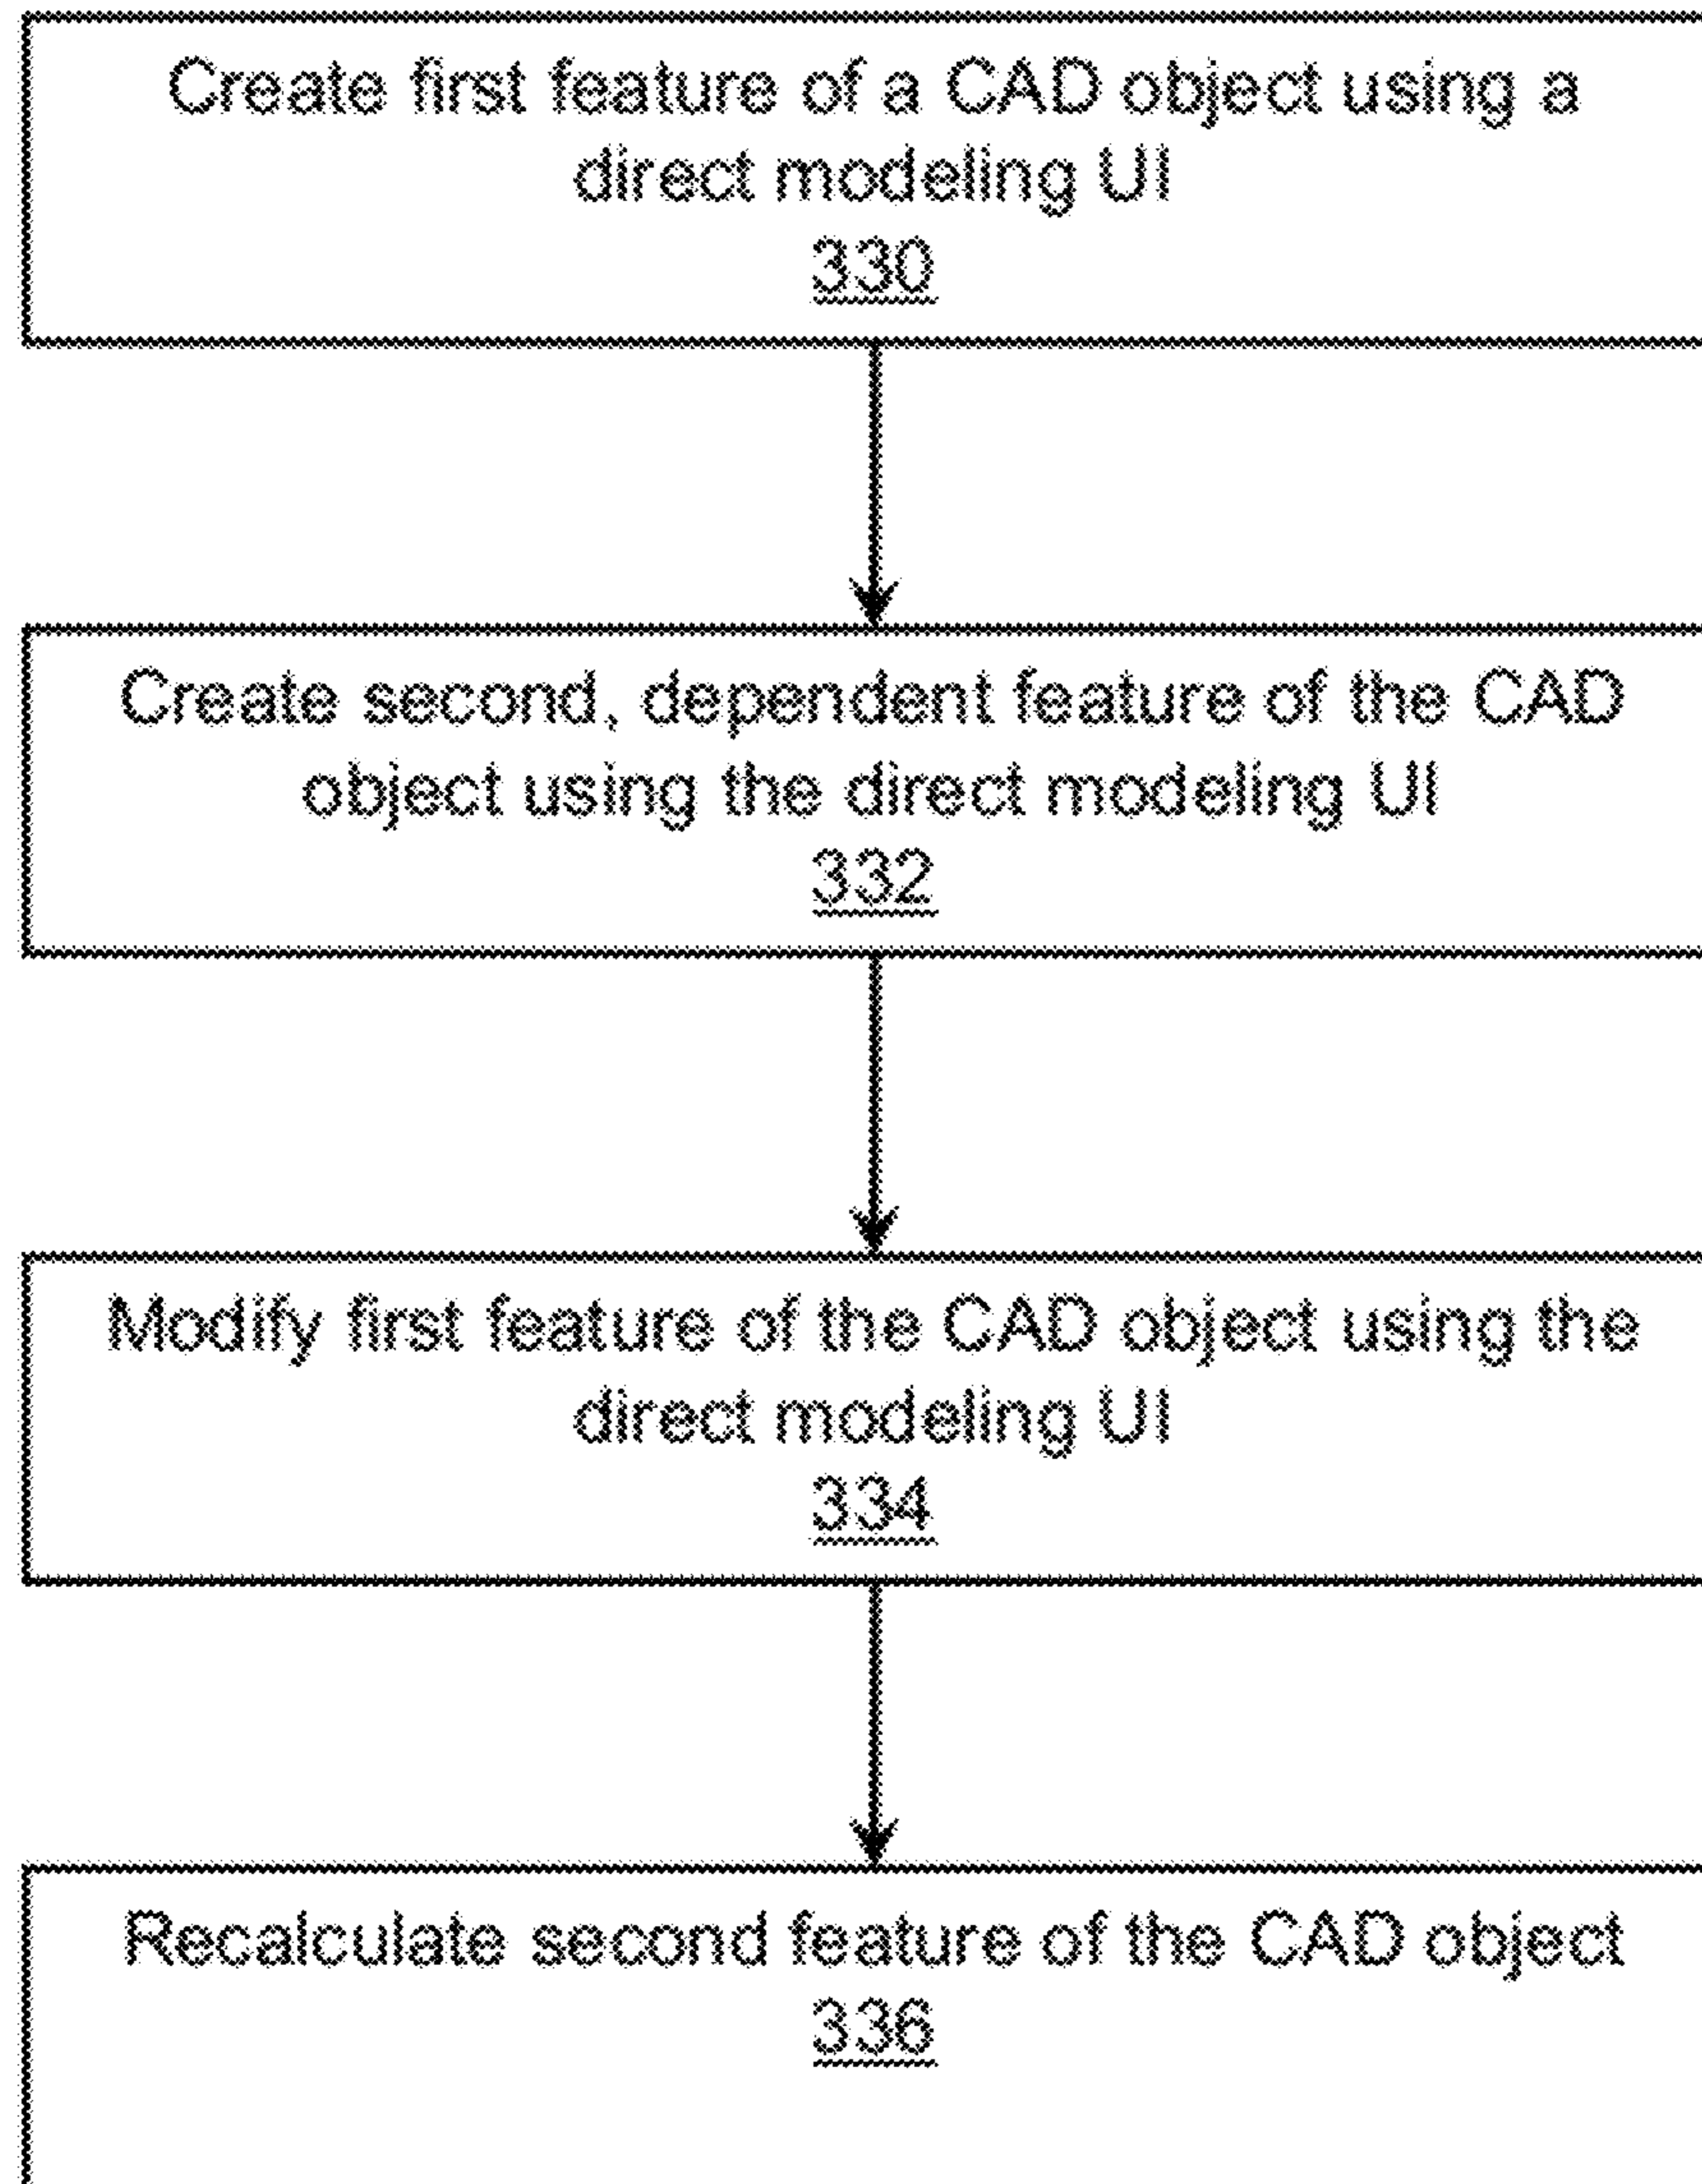 Create first feature of a CAD object using a
direct modeling UI
330
Create second, dependent feature of the CAD
object using the direct modeling UI
332
Modify first feature of the CAD object using the
direct modeling UI
334
Recalculate second feature of the CAD object
336